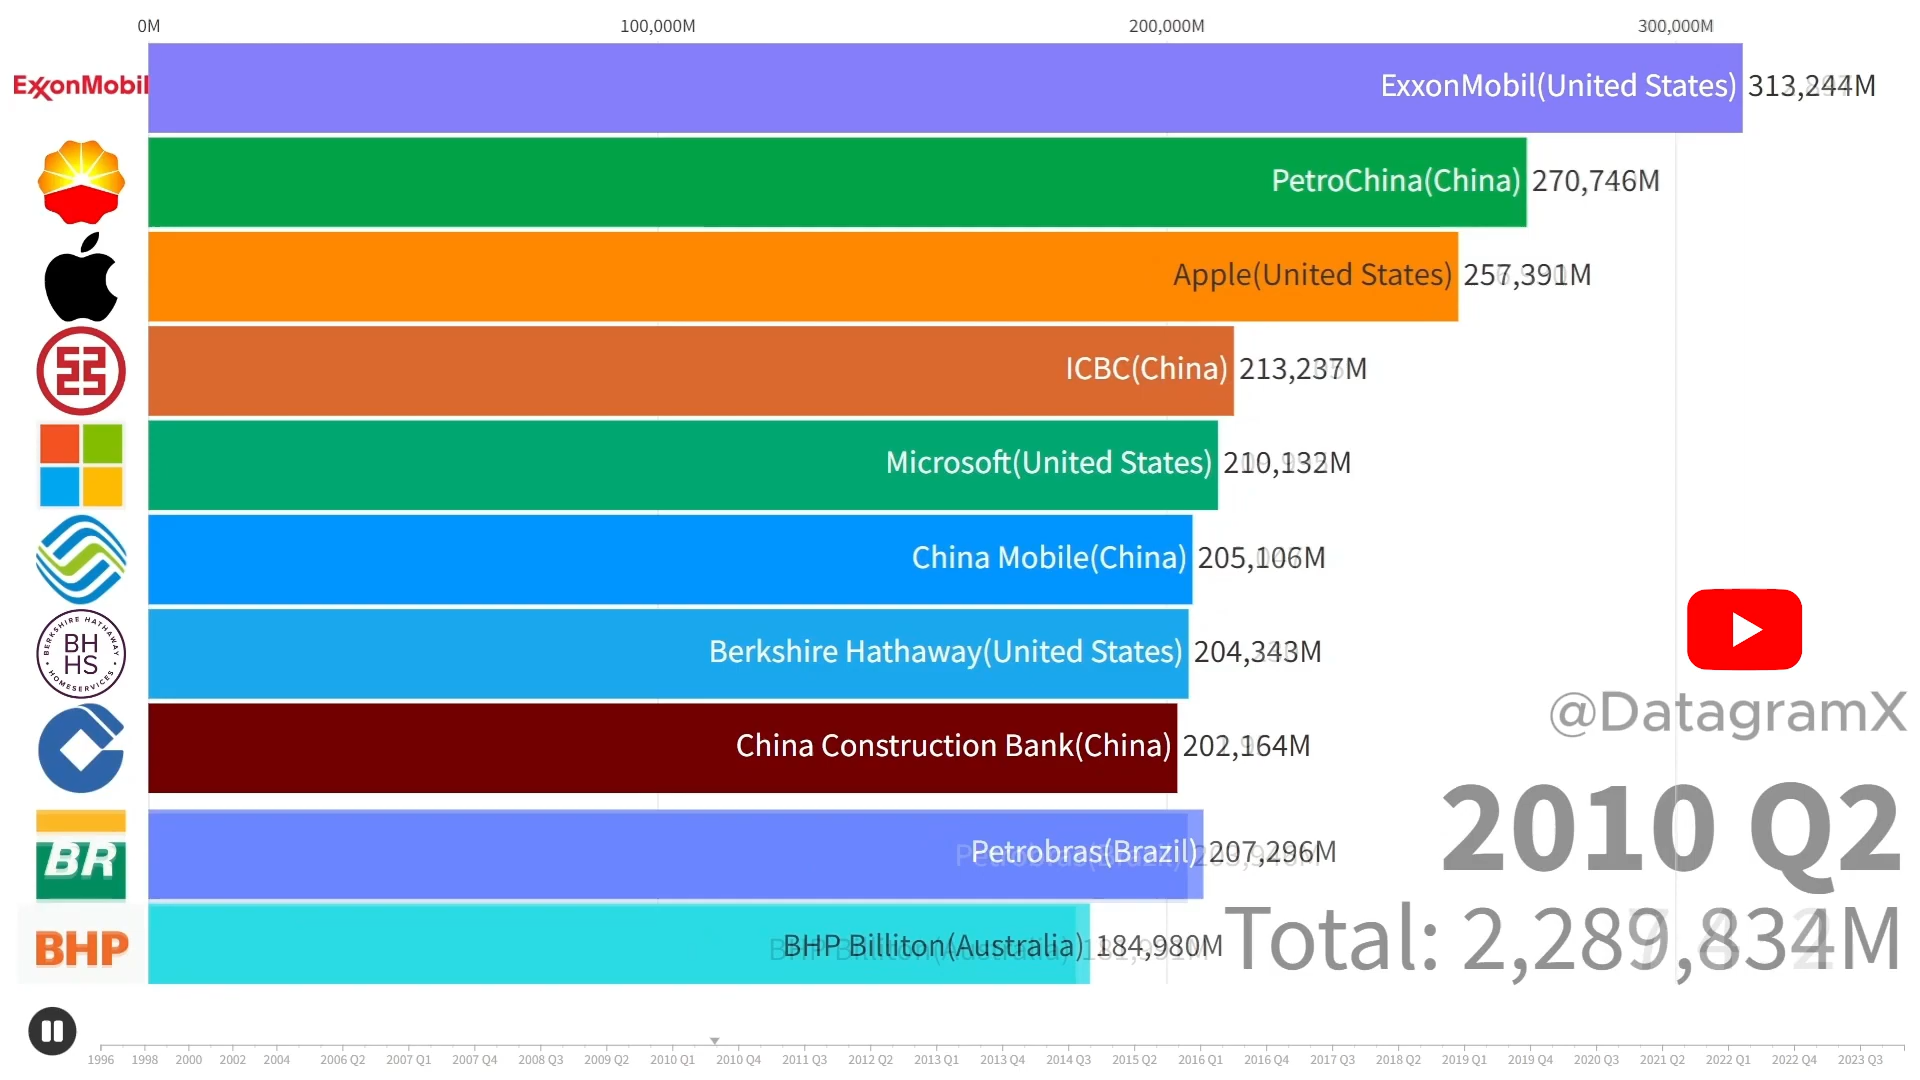 0M 100,000M 200,000M 300,000M
ExxonMobil ExxonMobil(United States) 313,244M
PetroChina(China) 270,746M
Apple(United States) 257,391M
ICBC(China) 213,237M
Microsoft(United States) 210,132M
China Mobile(China) 205,106M
BERKSHIRE HATHAWAY BH HS HOMESERVICES Berkshire Hathaway(United States) 204,343M
China Construction Bank(China) 202,164M
@DatagramX
BR Petrobras(Brazil) 207,296M
2010 Q2
BHP BHP Billiton(Australia) 184,980M
Total: 2,289,834M
1996 1998 2000 2002 2004 2006 Q2 2007 Q1 2007 Q4 2008 Q3 2009 Q2 2010 Q1 2010 Q4 2011 Q3 2012 Q2 2013 Q1 2013 Q4 2014 Q3 2015 Q2 2016 Q1 2016 Q4 2017 Q3 2018 Q2 2019 Q1 2019 Q4 2020 Q3 2021 Q2 2022 Q1 2022 Q4 2023 Q3